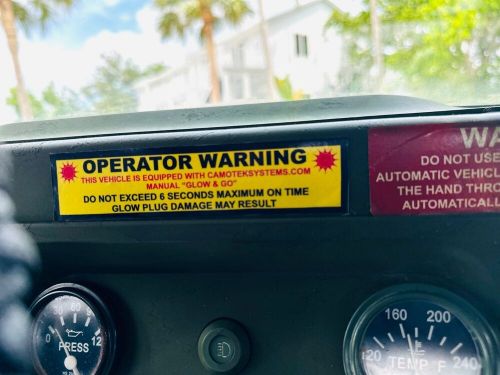 OPERATOR WARNING
THIS VEHICLE IS EQUIPPED WITH CAMOTEKSYSTEMS.COM
MANUAL "GLOW & GO"
DO NOT EXCEED 6 SECONDS MAXIMUM ON TIME
GLOW PLUG DAMAGE MAY RESULT
WA
DO NOT USE
AUTOMATIC VEHICL
THE HAND THRO
AUTOMATICALL
0 60 12
PRESS
120 160 200 240
TEMP F